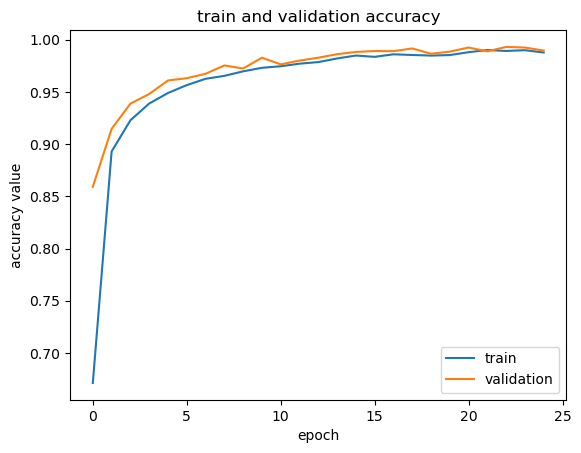 train and validation accuracy
1.00
0.95
0.90
0.85
0.80
0.75
0.70
accuracy value
0 5 10 15 20 25
epoch
train
validation